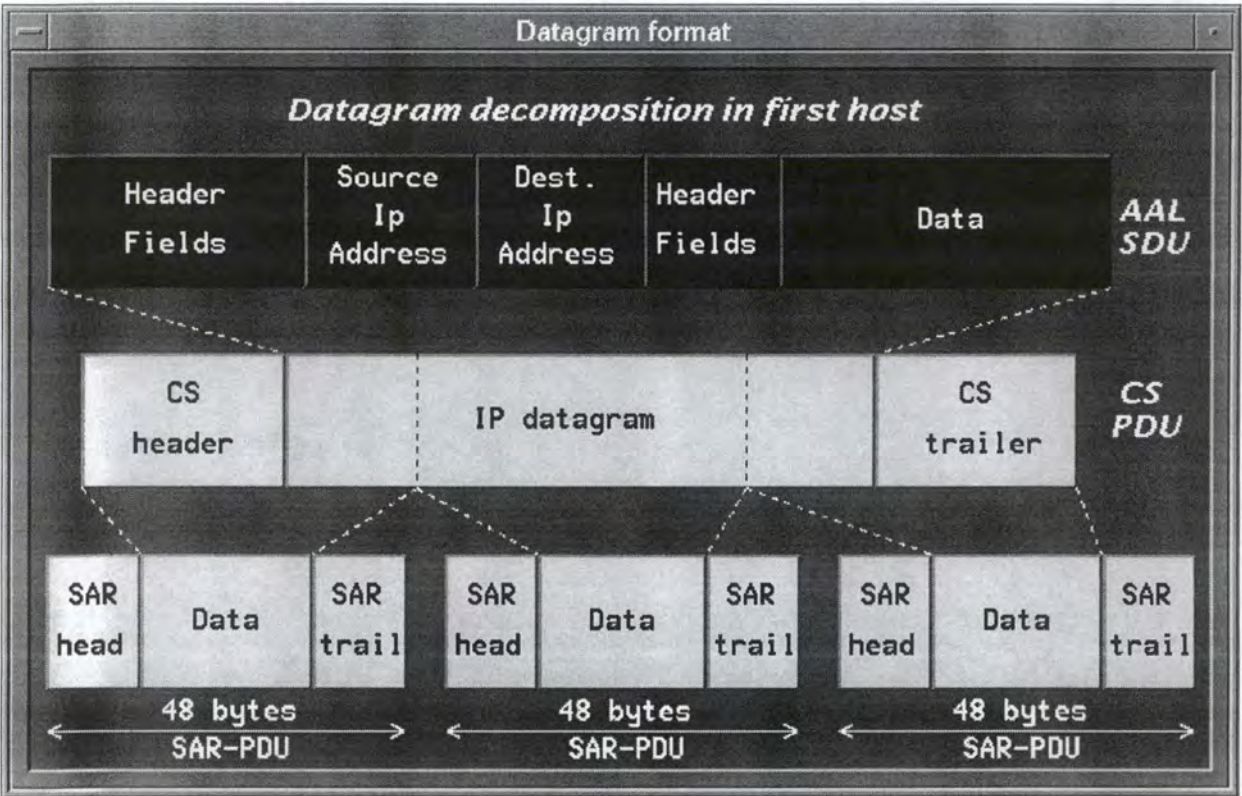 Datagram format
Datagram decomposition in first host
Header
Fields
Source
Ip
Address
Dest.
Ip
Address
Header
Fields
Data
AAL
SDU
CS
header
IP datagram
CS
trailer
CS
PDU
SAR
head
Data
SAR
trail
SAR
head
Data
SAR
trail
SAR
head
Data
SAR
trail
48 bytes
SAR-PDU
48 bytes
SAR-PDU
48 bytes
SAR-PDU